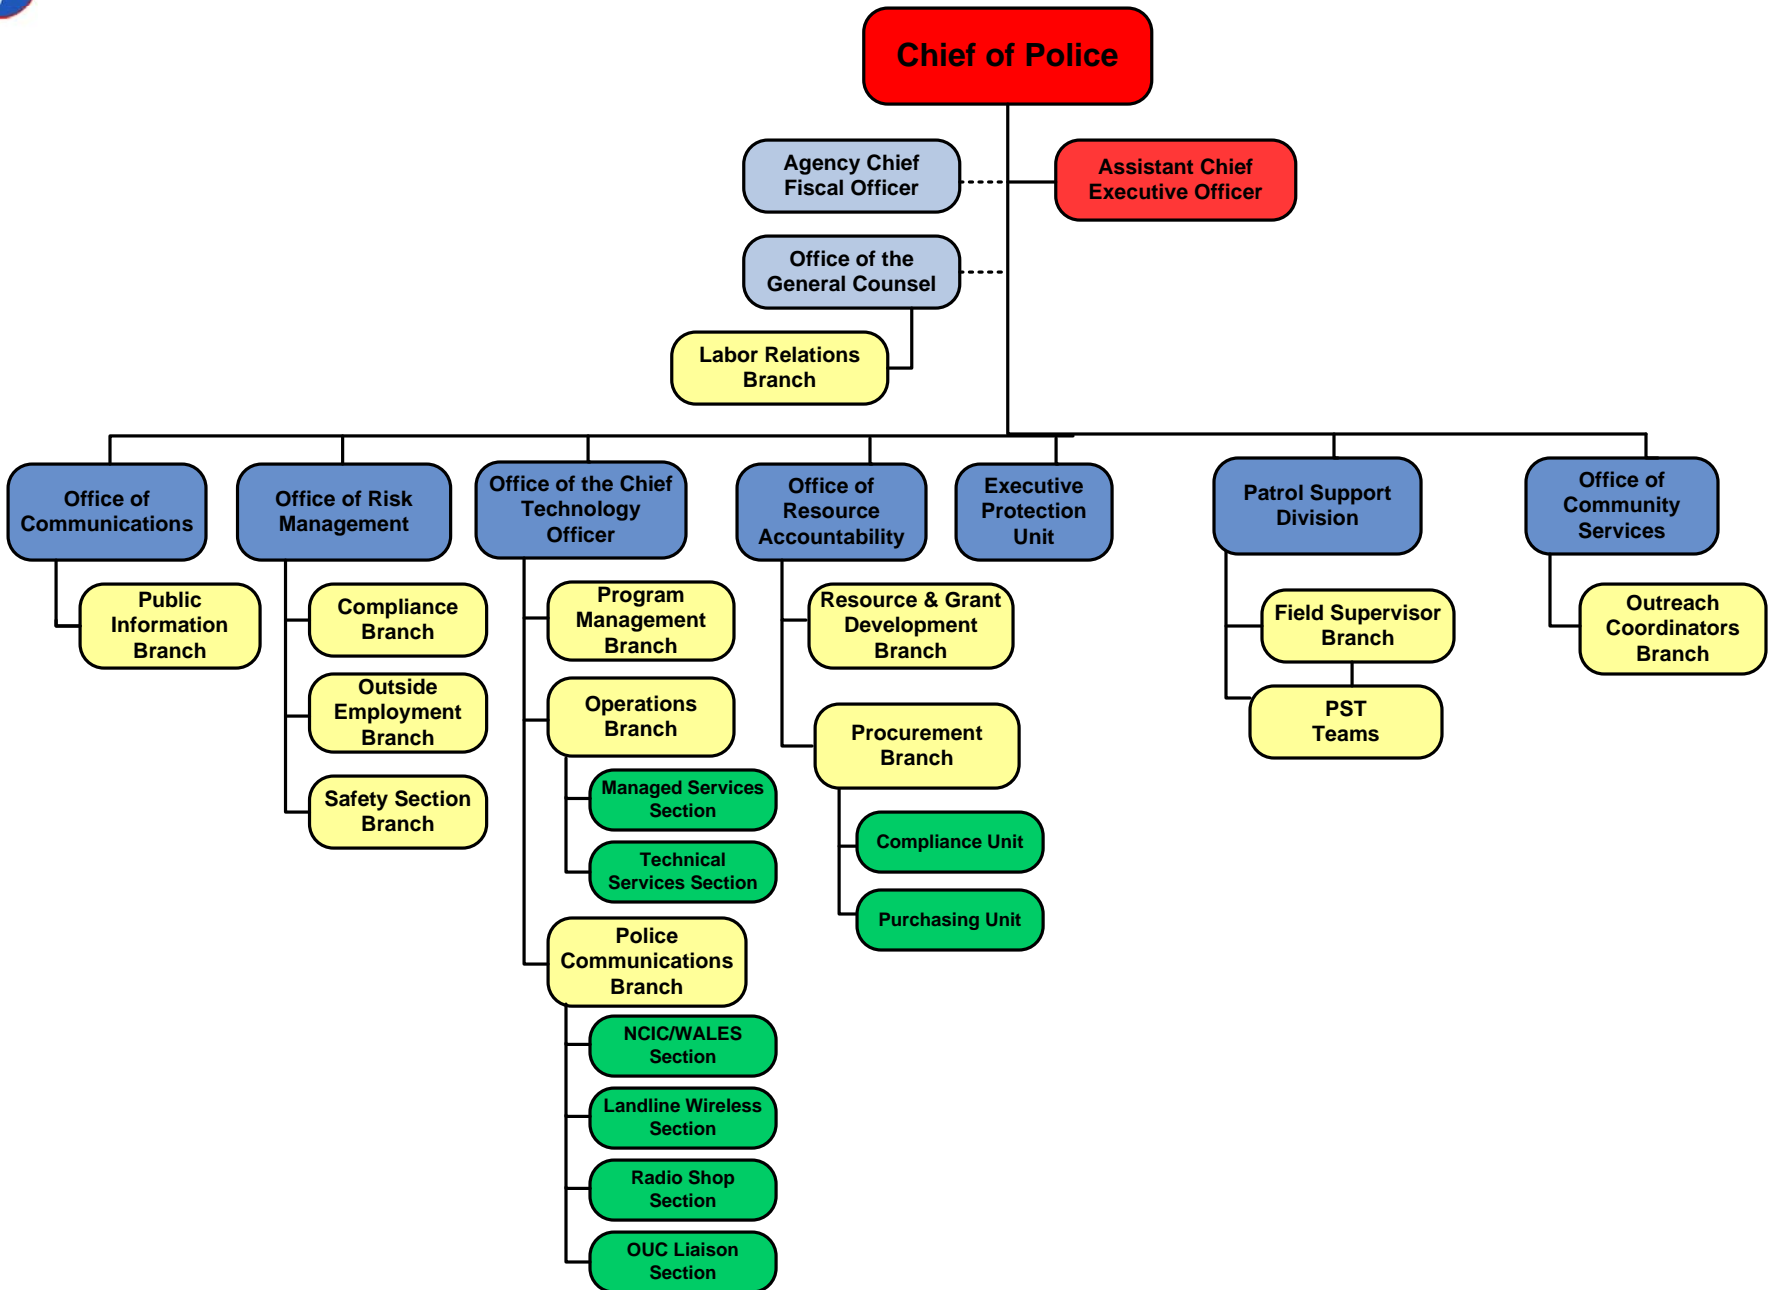 Chief of Police
Agency Chief
Fiscal Officer
Assistant Chief
Executive Officer
Office of the
General Counsel
Labor Relations
Branch
Office of
Communications
Office of Risk
Management
Office of the Chief
Technology
Officer
Office of
Resource
Accountability
Executive
Protection
Unit
Patrol Support
Division
Office of
Community
Services
Public
Information
Branch
Compliance
Branch
Outside
Employment
Branch
Safety Section
Branch
Program
Management
Branch
Operations
Branch
Managed Services
Section
Technical
Services Section
Police
Communications
Branch
NCIC/WALES
Section
Landline Wireless
Section
Radio Shop
Section
OUC Liaison
Section
Resource & Grant
Development
Branch
Procurement
Branch
Compliance Unit
Purchasing Unit
Field Supervisor
Branch
PST
Teams
Outreach
Coordinators
Branch